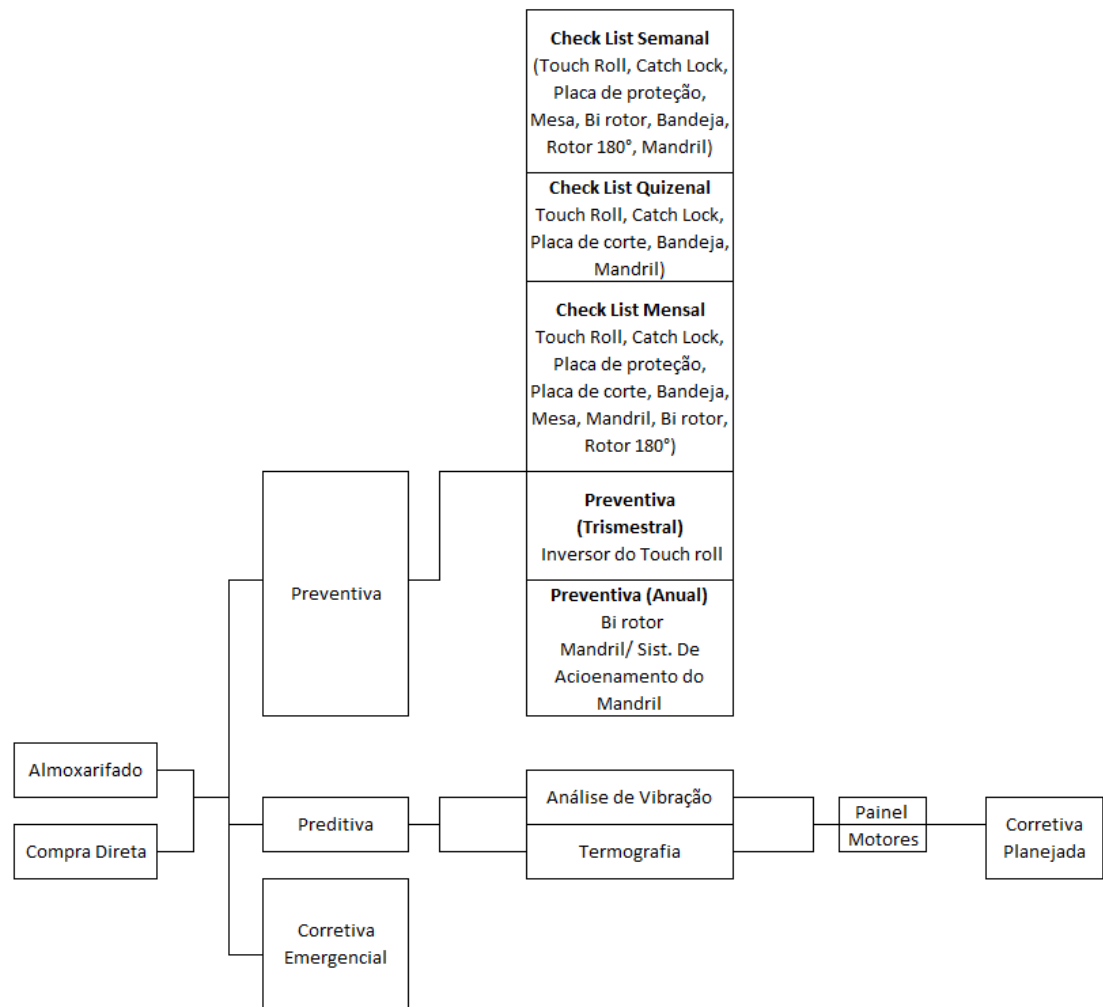 Check List Semanal
(Touch Roll, Catch Lock,
Placa de proteção,
Mesa, Bi rotor, Bandeja,
Rotor 180°, Mandril)
Check List Quizenal
Touch Roll, Catch Lock,
Placa de corte, Bandeja,
Mandril)
Check List Mensal
Touch Roll, Catch Lock,
Placa de proteção,
Placa de corte, Bandeja,
Mesa, Mandril, Bi rotor,
Rotor 180°)
Preventiva
(Trismestral)
Inversor do Touch roll
Preventiva (Anual)
Bi rotor
Mandril/ Sist. De
Acioenamento do
Mandril
Preventiva
Almoxarifado
Compra Direta
Preditiva
Análise de Vibração
Termografia
Painel
Motores
Corretiva
Planejada
Corretiva
Emergencial